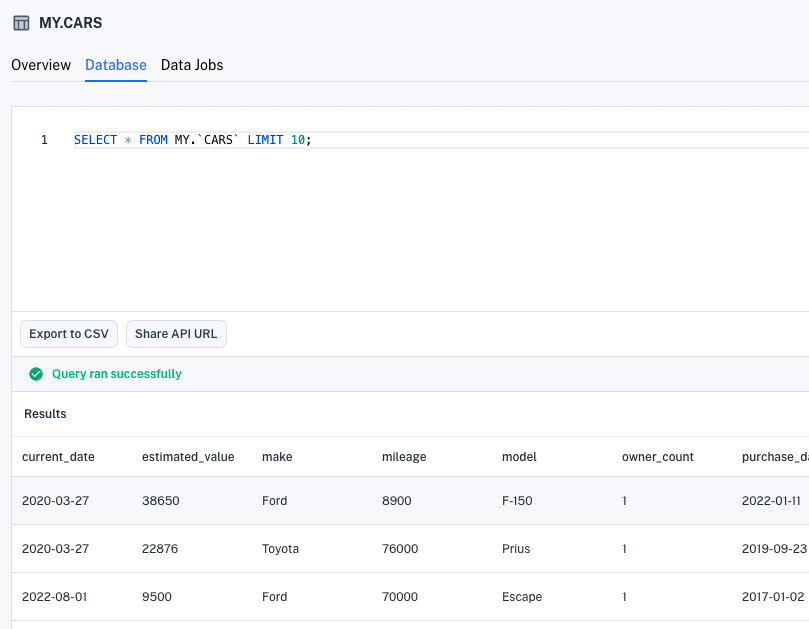 MY.CARS
Overview Database Data Jobs
1 SELECT * FROM MY.`CARS` LIMIT 10;
Export to CSV Share API URL
Query ran successfully
Results
current_date estimated_value make mileage model owner_count purchase_da
2020-03-27 38650 Ford 8900 F-150 1 2022-01-11
2020-03-27 22876 Toyota 76000 Prius 1 2019-09-23
2022-08-01 9500 Ford 70000 Escape 1 2017-01-02